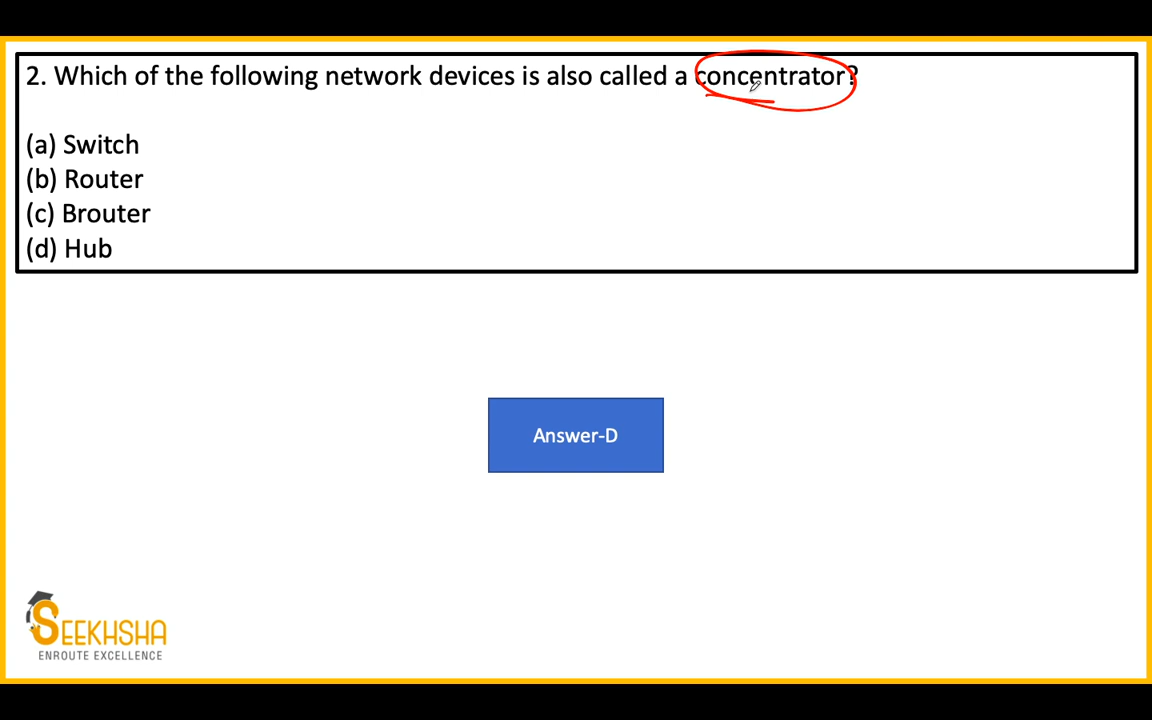 2. Which of the following network devices is also called a concentrator?
(a) Switch
(b) Router
(c) Brouter
(d) Hub
Answer-D
SEEKHSHA
ENROUTE EXCELLENCE